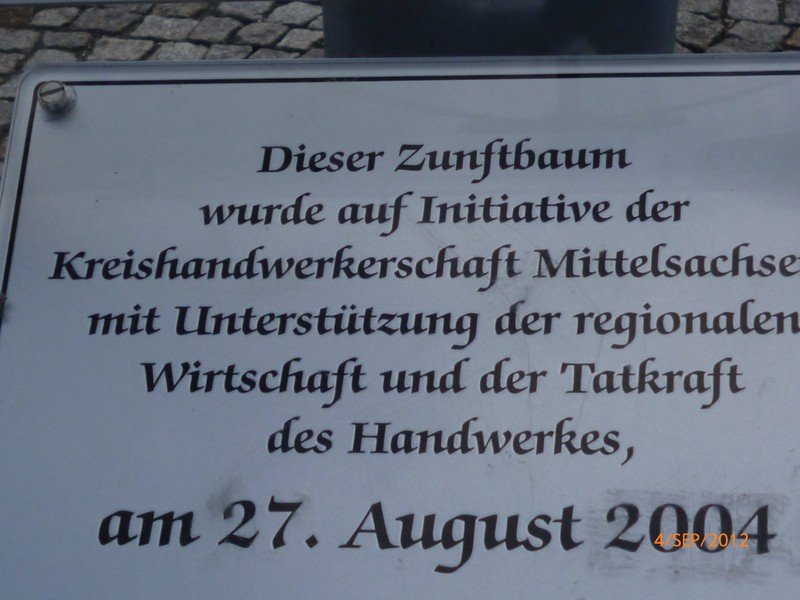 Dieser Zunftbaum
wurde auf Initiative der
Kreishandwerkerschaft Mittelsachse
mit Unterstützung der regionalen
Wirtschaft und der Tatkraft
des Handwerkes,
am 27. August 2004
4/SEP/2012